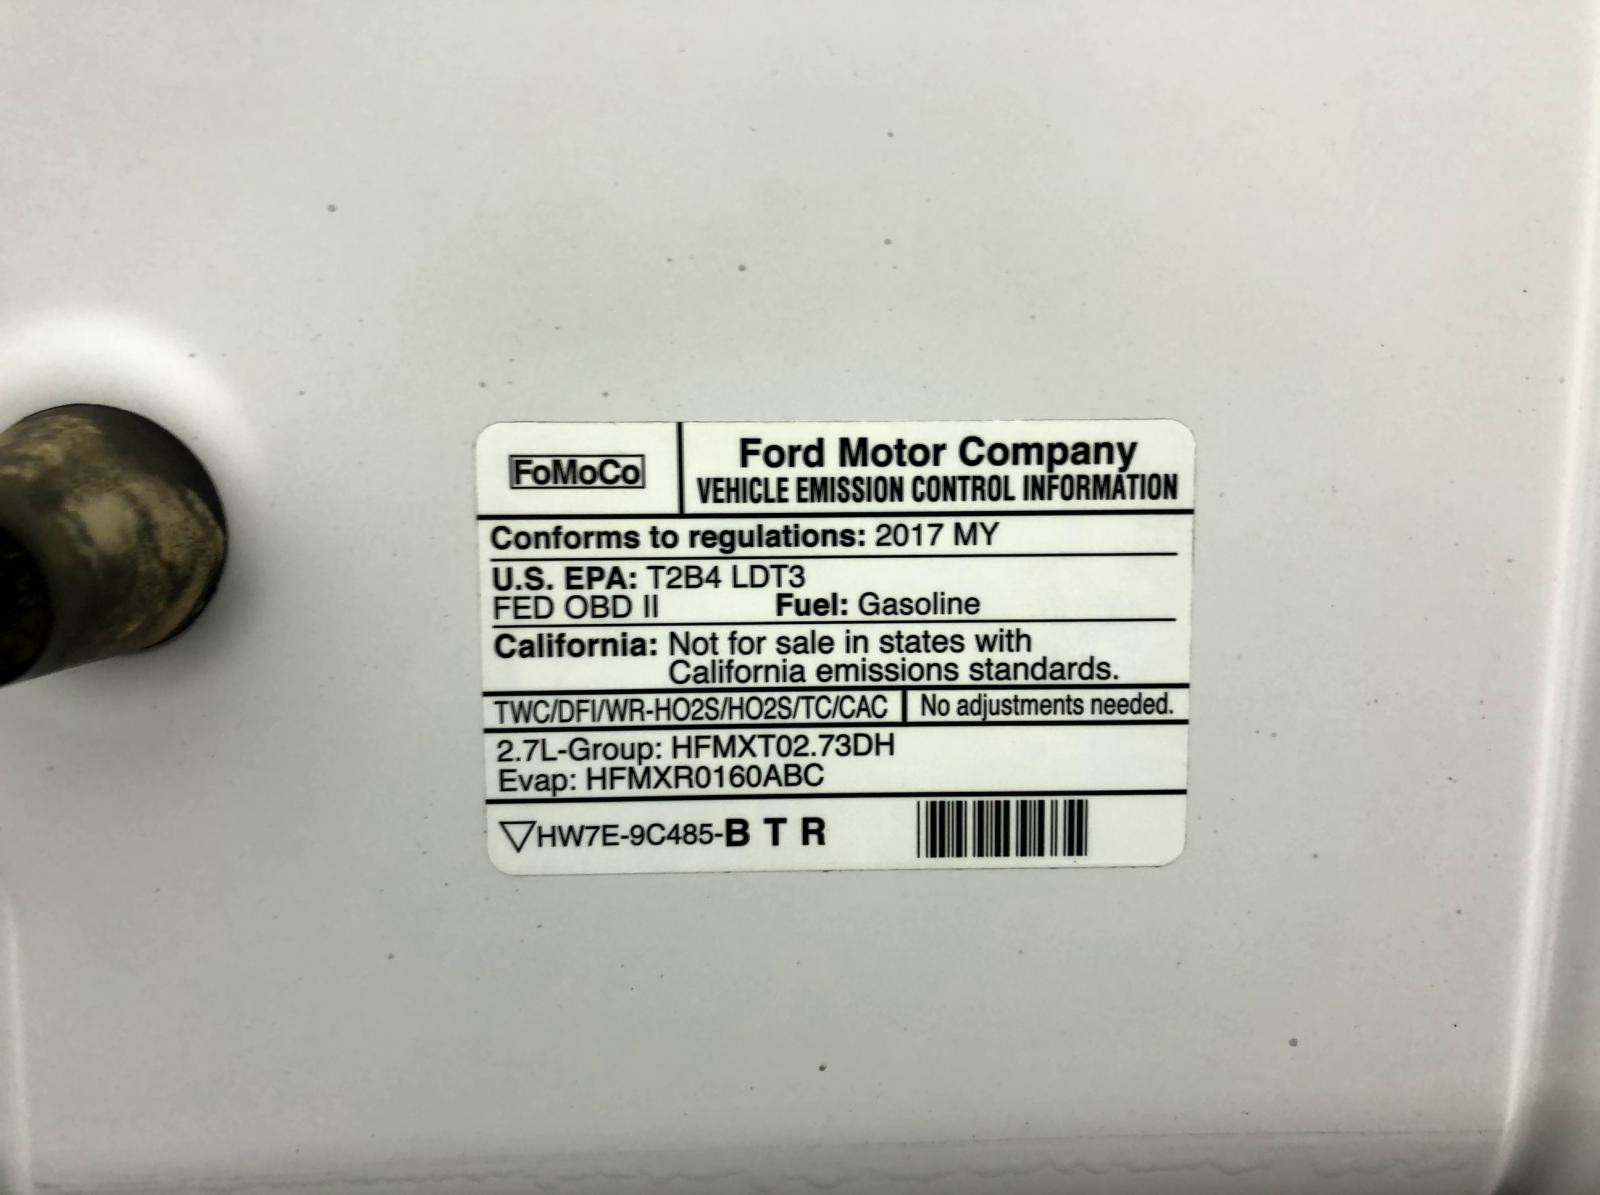 FoMoCo
Ford Motor Company
VEHICLE EMISSION CONTROL INFORMATION
Conforms to regulations: 2017 MY
U.S. EPA: T2B4 LDT3
FED OBD II Fuel: Gasoline
California: Not for sale in states with
California emissions standards.
TWC/DFI/WR-HO2S/HO2S/TC/CAC No adjustments needed.
2.7L-Group: HFMXT02.73DH
Evap: HFMXR0160ABC
HW7E-9C485-B T R